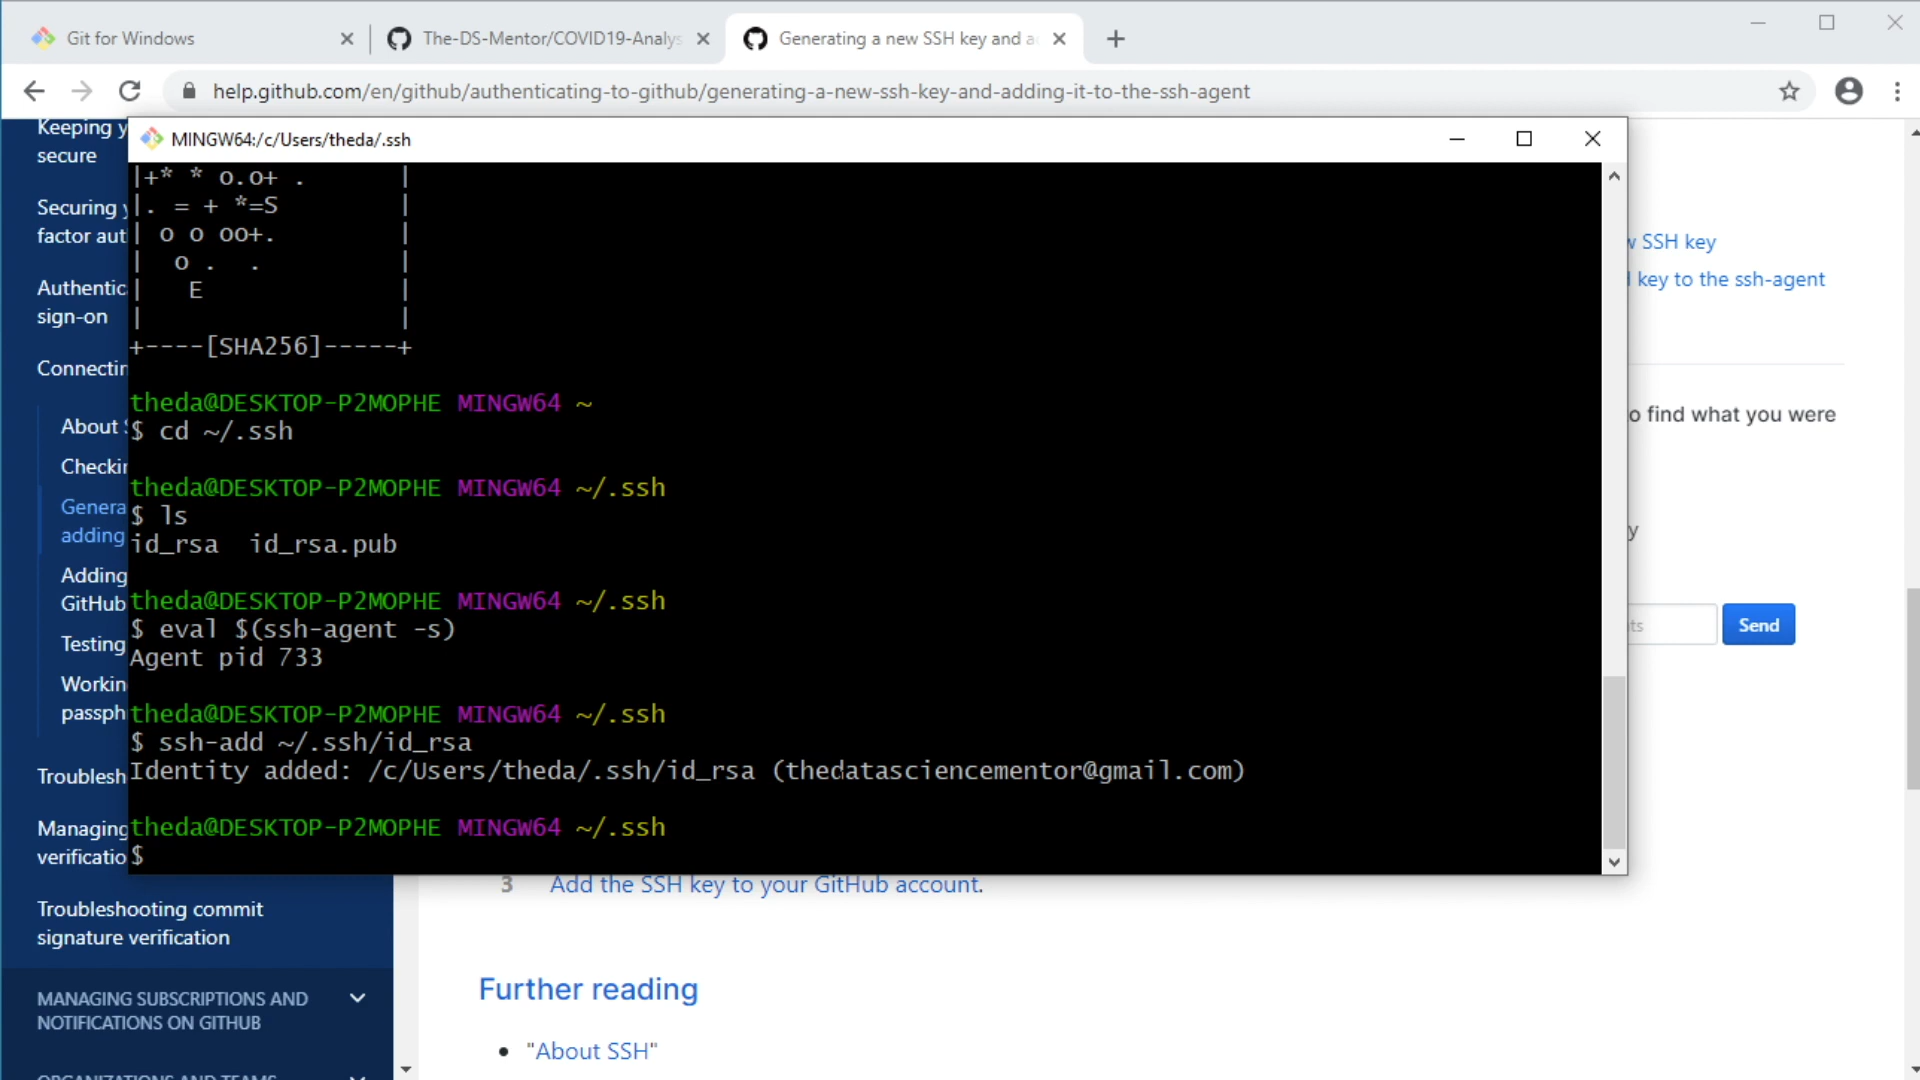 Git for Windows
The-DS-Mentor/COVID19-Analys
Generating a new SSH key and a
help.github.com/en/github/authenticating-to-github/generating-a-new-ssh-key-and-adding-it-to-the-ssh-agent
MINGW64:/c/Users/theda/.ssh
|+* * o.o+ .       |
|. = + *=S         |
| o o oo+.         |
|  o .  .          |
|   E              |
|                  |
+----[SHA256]-----+
theda@DESKTOP-P2MOPHE MINGW64 ~
$ cd ~/.ssh
theda@DESKTOP-P2MOPHE MINGW64 ~/.ssh
$ ls
id_rsa  id_rsa.pub
theda@DESKTOP-P2MOPHE MINGW64 ~/.ssh
$ eval $(ssh-agent -s)
Agent pid 733
theda@DESKTOP-P2MOPHE MINGW64 ~/.ssh
$ ssh-add ~/.ssh/id_rsa
Identity added: /c/Users/theda/.ssh/id_rsa (thedatasciencementor@gmail.com)
theda@DESKTOP-P2MOPHE MINGW64 ~/.ssh
$
Keeping y
secure
Securing y
factor aut
Authentic
sign-on
Connectin
About S
Checkin
Genera
adding
Adding
GitHub
Testing
Workin
passph
Troublesh
Managing
verificatio
Troubleshooting commit
signature verification
MANAGING SUBSCRIPTIONS AND
NOTIFICATIONS ON GITHUB
ORGANIZATIONS AND TEAMS
w SSH key
key to the ssh-agent
o find what you were
y
ts
Send
3 Add the SSH key to your GitHub account.
Further reading
• "About SSH"